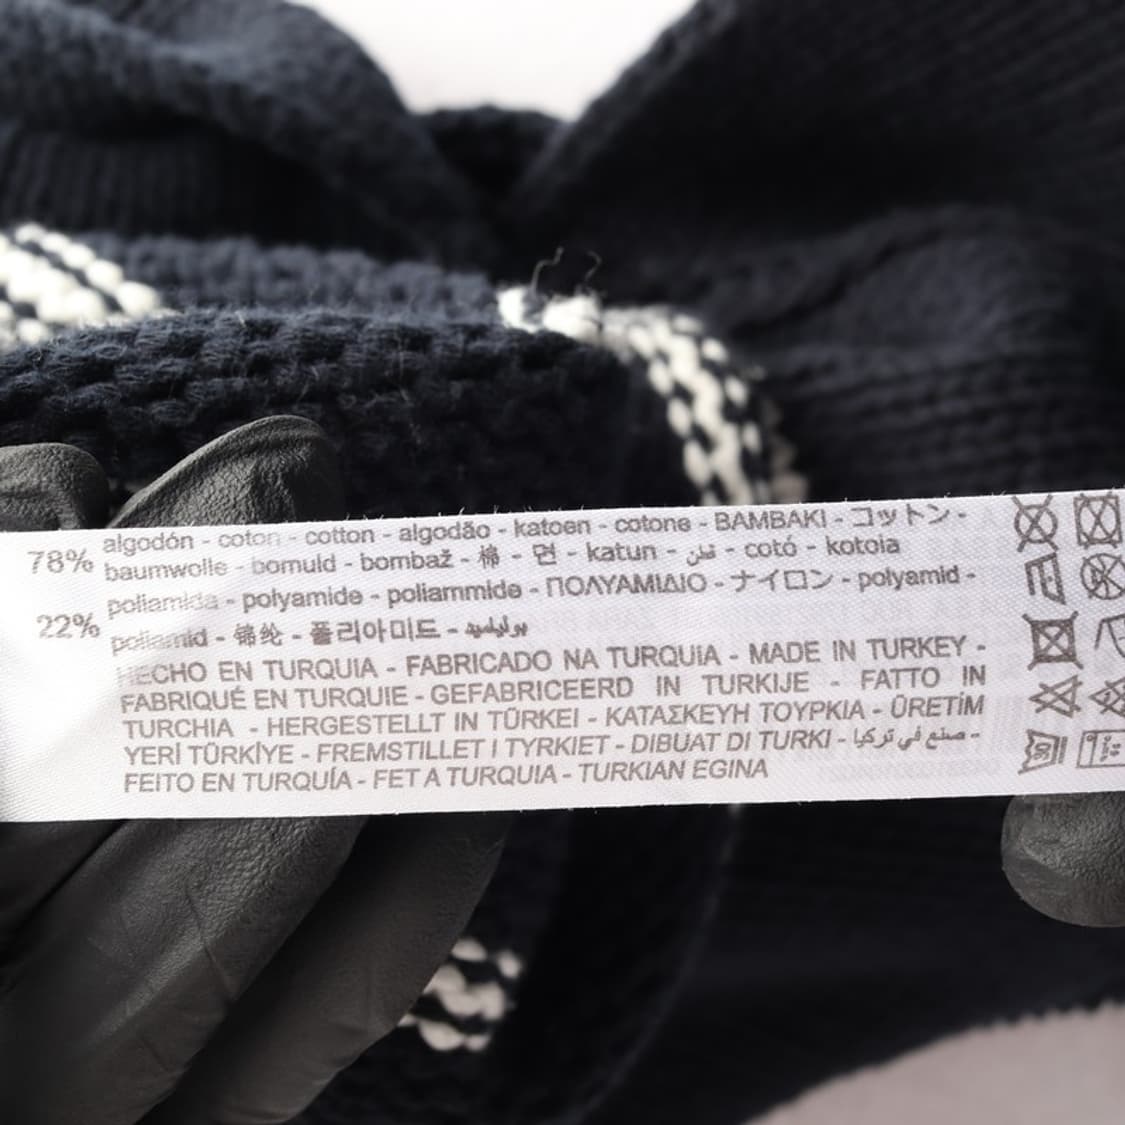 78% algodón - coton - cotton - algodão - katoen - cotone - BAMBAKI - コットン -
baumwolle - bomuld - bombaž - 棉 - 면 - katun - قطن - cotó - kotoia
22% poliamida - polyamide - poliammide - ΠΟΛΥΑΜΙΔΙΟ - ナイロン - polyamid -
poliamid - 锦纶 - 폴리아미드 -
HECHO EN TURQUIA - FABRICADO NA TURQUIA - MADE IN TURKEY -
FABRIQUÉ EN TURQUIE - GEFABRICEERD IN TURKIJE - FATTO IN
TURCHIA - HERGESTELLT IN TÜRKEI - ΚΑΤΑΣΚΕΥΗ ΤΟΥΡΚΙΑ - ÜRETİM
YERİ TÜRKİYE - FREMSTILLET I TYRKIET - DIBUAT DI TURKI - صنع في تركيا -
FEITO EN TURQUÍA - FET A TURQUIA - TURKIAN EGINA